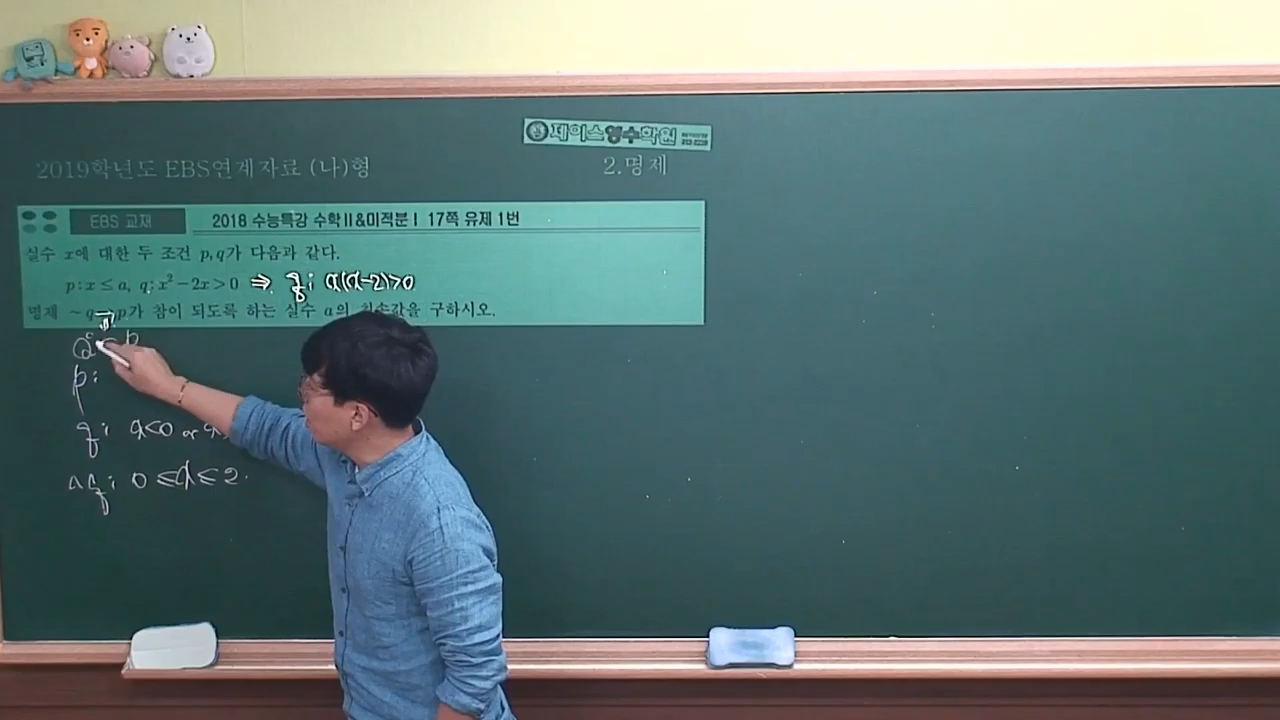 제이스영수학원
2019학년도 EBS연계자료 (나)형
2.명제
EBS 교재
2018 수능특강 수학Ⅱ&미적분Ⅰ 17쪽 유제 1번
실수 x에 대한 두 조건 p, q가 다음과 같다.
p : x ≤ a, q : x² − 2x > 0 ⇒ q : x(x-2)>0
명제 ~q → p가 참이 되도록 하는 실수 a의 최솟값을 구하시오.
Qᶜ ⊂ P
p :
q : x<0 or x
~q : 0 ≤ x ≤ 2.